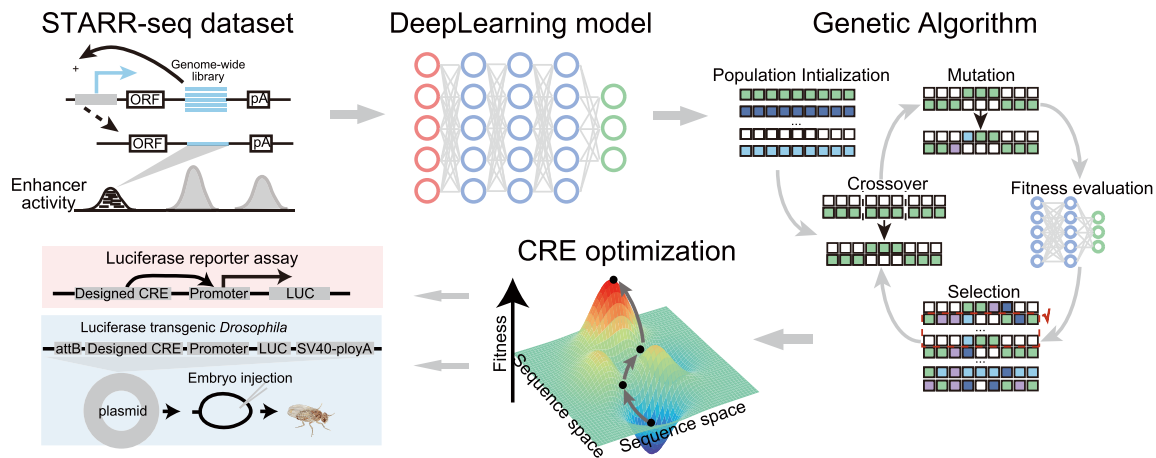 STARR-seq dataset
+
Genome-wide
library
ORF
pA
ORF
pA
Enhancer
activity
DeepLearning model
Genetic Algorithm
Population Intialization
...
Mutation
Crossover
Fitness evaluation
Selection
...
...
CRE optimization
Fitness
Sequence space
Sequence space
Luciferase reporter assay
Designed CRE
Promoter
LUC
Luciferase transgenic Drosophila
attB
Designed CRE
Promoter
LUC
SV40-ployA
Embryo injection
plasmid